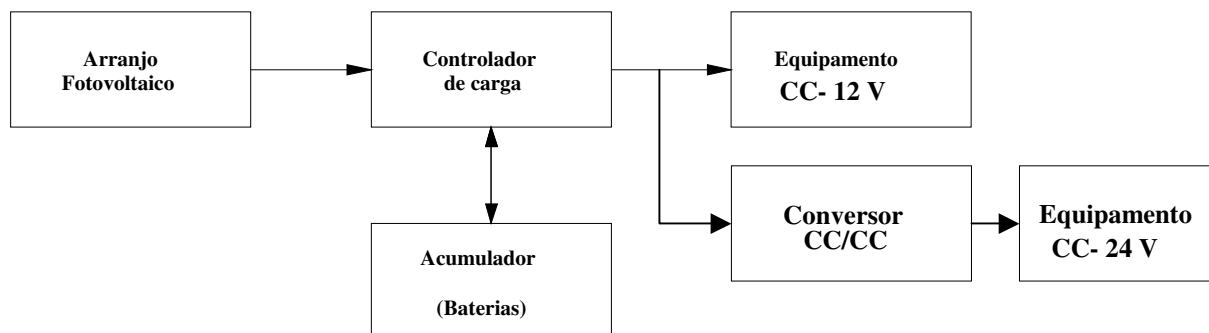 Arranjo
Fotovoltaico
Controlador
de carga
Equipamento
CC- 12 V
Conversor
CC/CC
Equipamento
CC- 24 V
Acumulador
(Baterias)